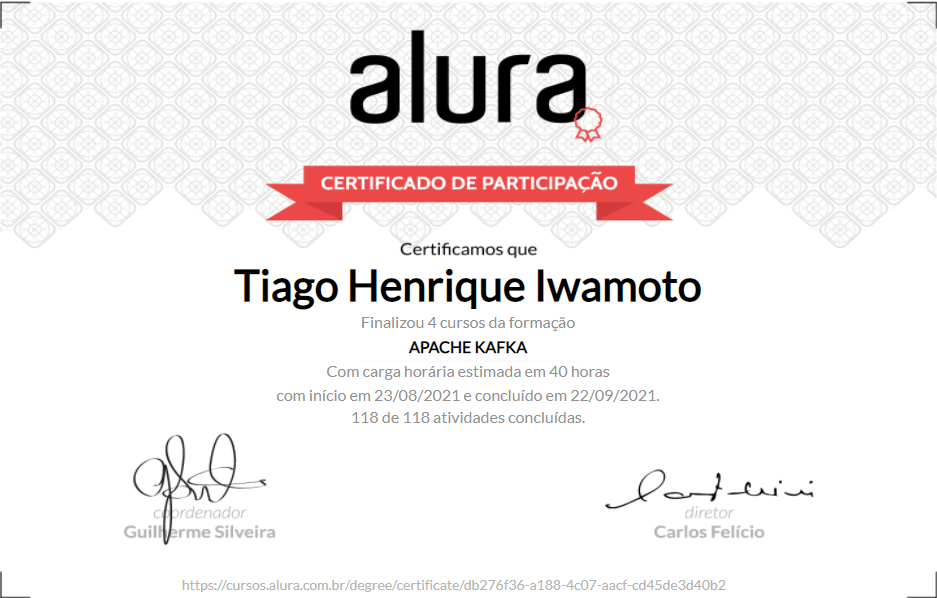 alura
CERTIFICADO DE PARTICIPAÇÃO
Certificamos que
Tiago Henrique Iwamoto
Finalizou 4 cursos da formação
APACHE KAFKA
Com carga horária estimada em 40 horas
com início em 23/08/2021 e concluído em 22/09/2021.
118 de 118 atividades concluídas.
coordenador
Guilherme Silveira
diretor
Carlos Felício
https://cursos.alura.com.br/degree/certificate/db276f36-a188-4c07-aacf-cd45de3d40b2